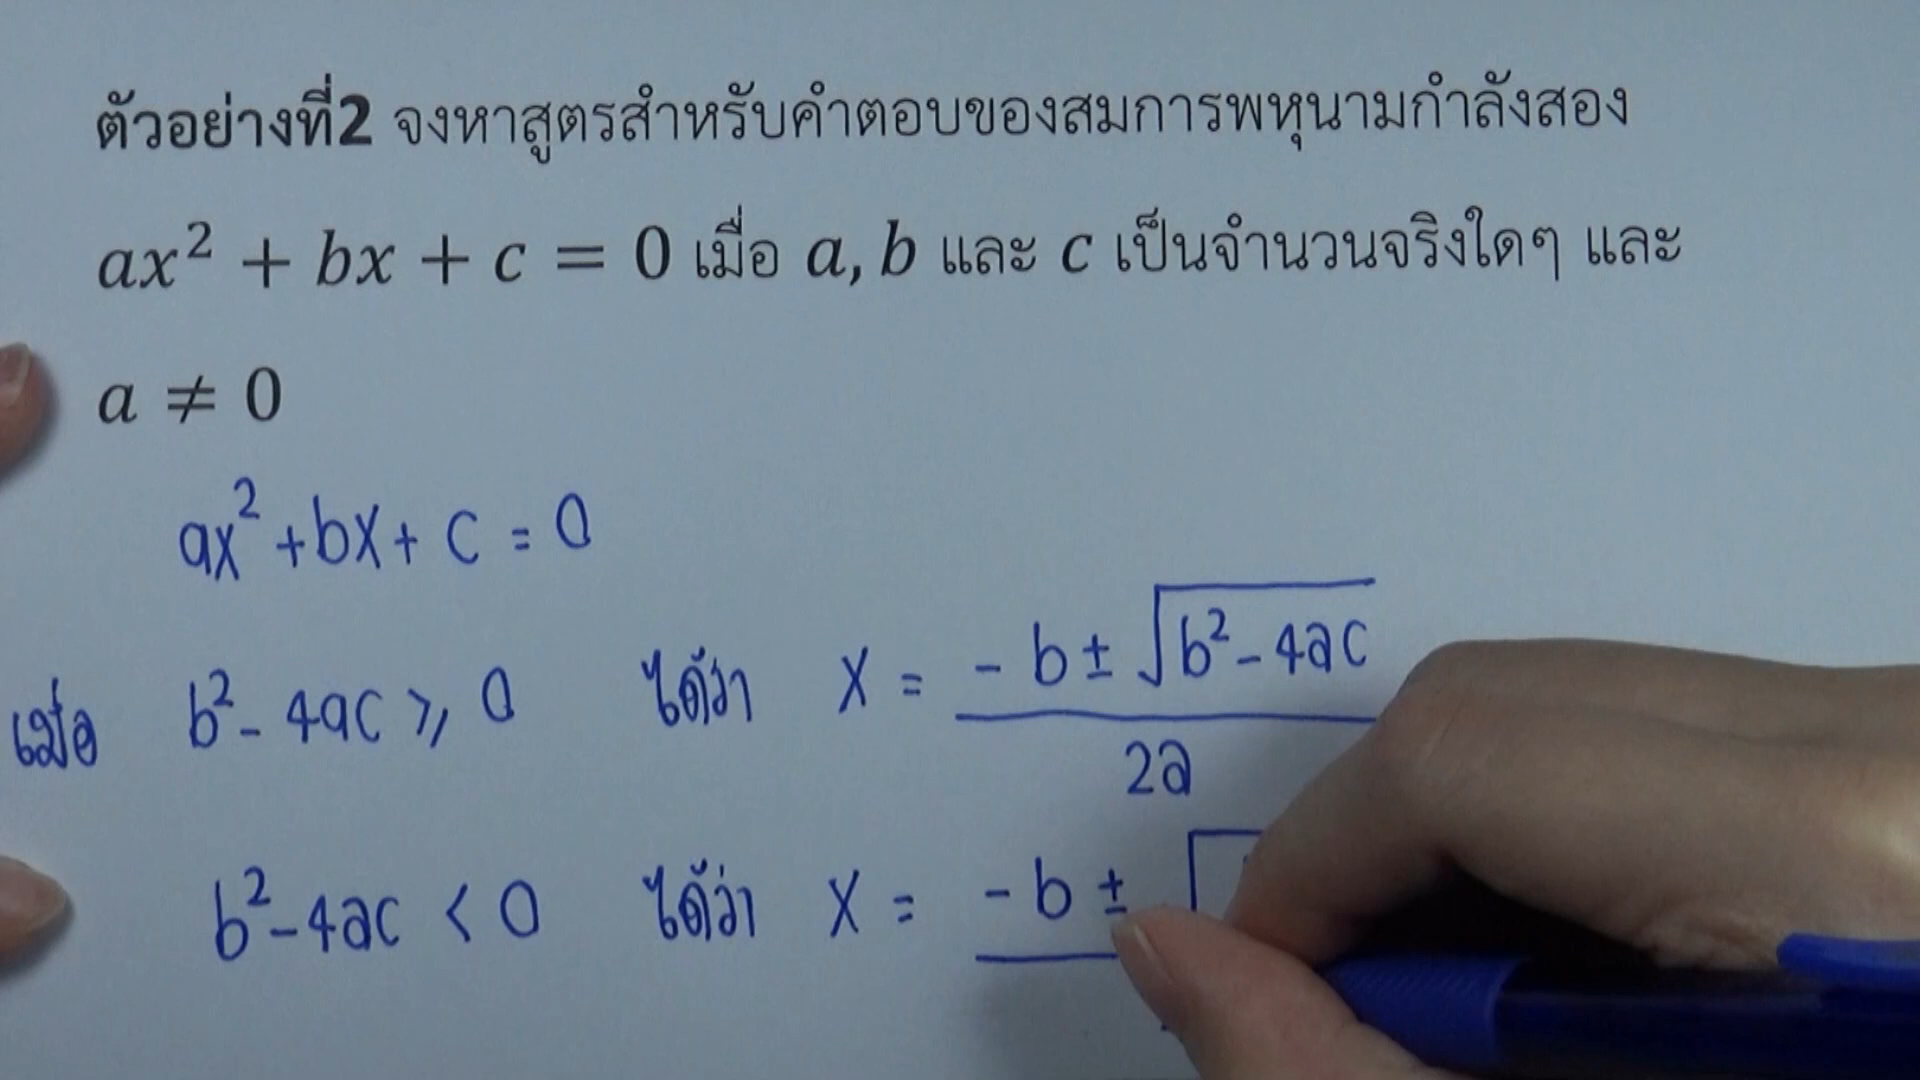 ตัวอย่างที่2 จงหาสูตรสำหรับคำตอบของสมการพหุนามกำลังสอง
ax² + bx + c = 0 เมื่อ a, b และ c เป็นจำนวนจริงใดๆ และ
a ≠ 0
ax² + bx + c = 0
เมื่อ b² - 4ac ≥ 0 ได้ว่า x = (-b ± √(b² - 4ac)) / 2a
b² - 4ac < 0 ได้ว่า x = -b ± √